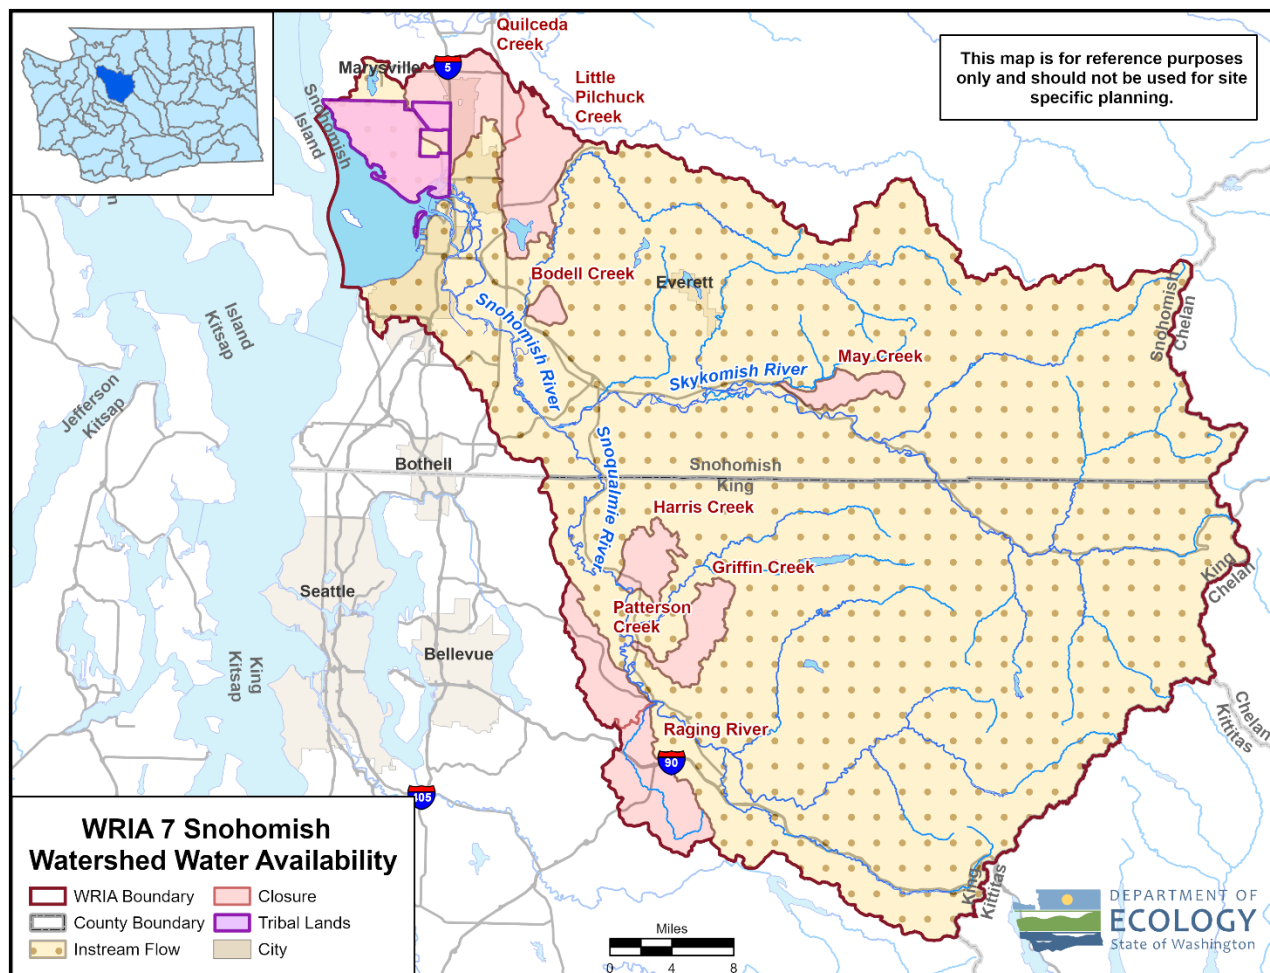 Quilceda
Creek
Marysville
5
Little
Pilchuck
Creek
This map is for reference purposes
only and should not be used for site
specific planning.
Snohomish
Island
Bodell Creek
Everett
Snohomish
Chelan
Island
Kitsap
Snohomish River
May Creek
Skykomish River
Jefferson
Kitsap
Bothell
Snoqualmie River
Snohomish
King
Harris Creek
Griffin Creek
King
Chelan
Seattle
Patterson
Creek
Bellevue
King
Kitsap
Chelan
Kittitas
Raging River
90
105
WRIA 7 Snohomish
Watershed Water Availability
WRIA Boundary
Closure
County Boundary
Tribal Lands
Instream Flow
City
Miles
0 4 8
King
Kittitas
DEPARTMENT OF
ECOLOGY
State of Washington